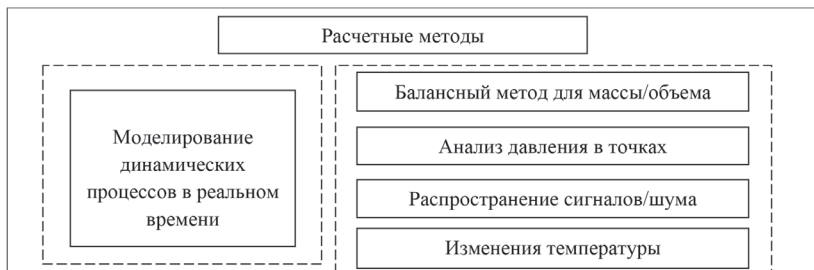 Расчетные методы
Моделирование
динамических
процессов в реальном
времени
Балансный метод для массы/объема
Анализ давления в точках
Распространение сигналов/шума
Изменения температуры